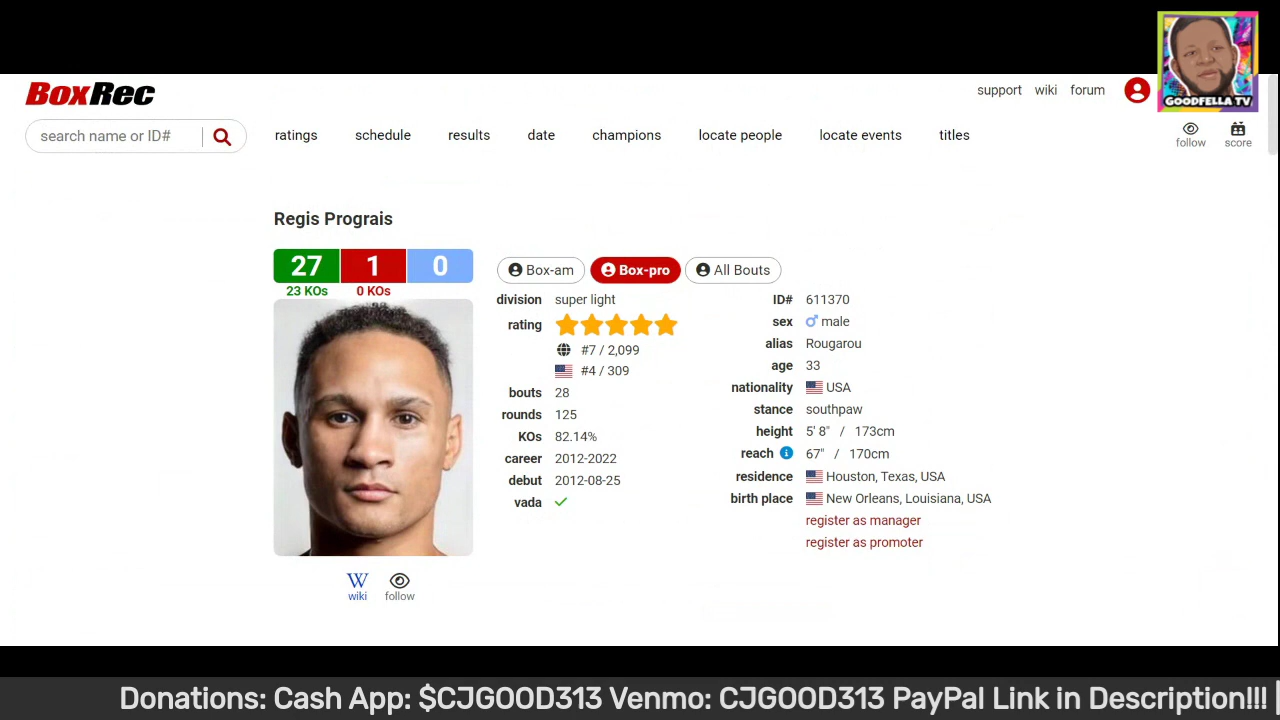 GOODFELLA TV
BoxRec
support wiki forum
search name or ID#
ratings schedule results date champions locate people locate events titles
follow score
Regis Prograis
27 1 0
23 KOs 0 KOs
Box-am Box-pro All Bouts
division super light
rating
#7 / 2,099
#4 / 309
bouts 28
rounds 125
KOs 82.14%
career 2012-2022
debut 2012-08-25
vada
ID# 611370
sex male
alias Rougarou
age 33
nationality USA
stance southpaw
height 5' 8" / 173cm
reach 67" / 170cm
residence Houston, Texas, USA
birth place New Orleans, Louisiana, USA
register as manager
register as promoter
W
wiki follow
Donations: Cash App: $CJGOOD313 Venmo: CJGOOD313 PayPal Link in Description!!!